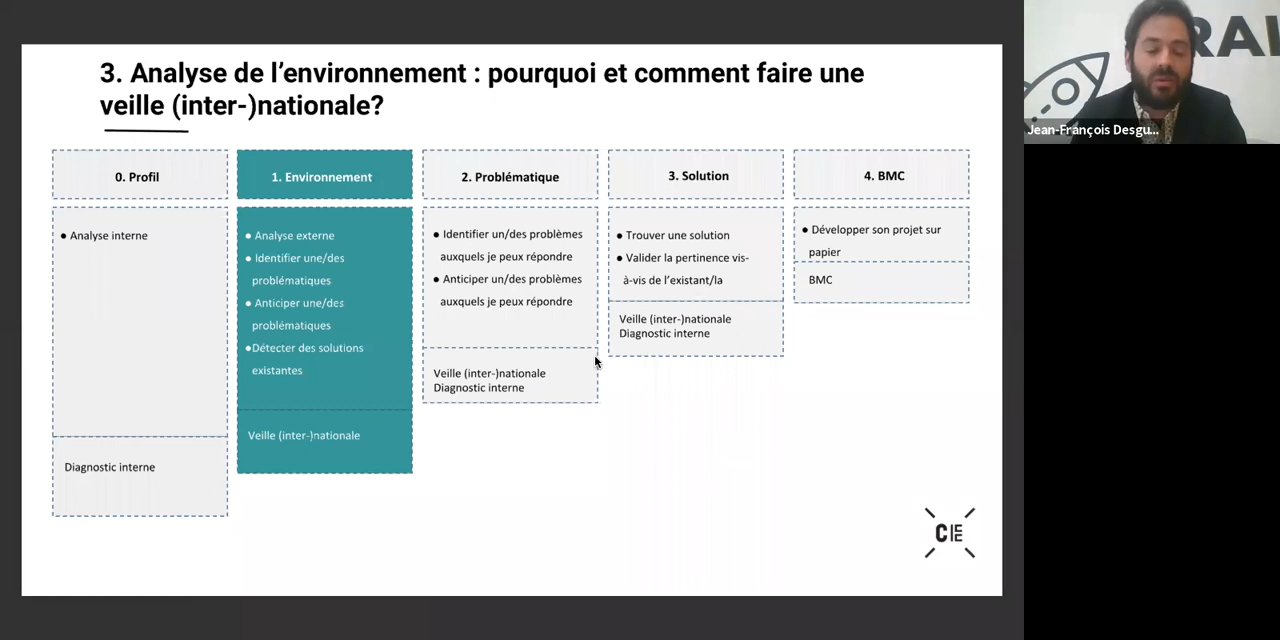 3. Analyse de l’environnement : pourquoi et comment faire une
veille (inter-)nationale?
0. Profil
● Analyse interne
Diagnostic interne
1. Environnement
● Analyse externe
● Identifier une/des
problématiques
● Anticiper une/des
problématiques
●Détecter des solutions
existantes
Veille (inter-)nationale
2. Problématique
● Identifier un/des problèmes
auxquels je peux répondre
● Anticiper un/des problèmes
auxquels je peux répondre
Veille (inter-)nationale
Diagnostic interne
3. Solution
● Trouver une solution
● Valider la pertinence vis-
à-vis de l’existant/la
Veille (inter-)nationale
Diagnostic interne
4. BMC
● Développer son projet sur
papier
BMC
Jean-François Desgu...